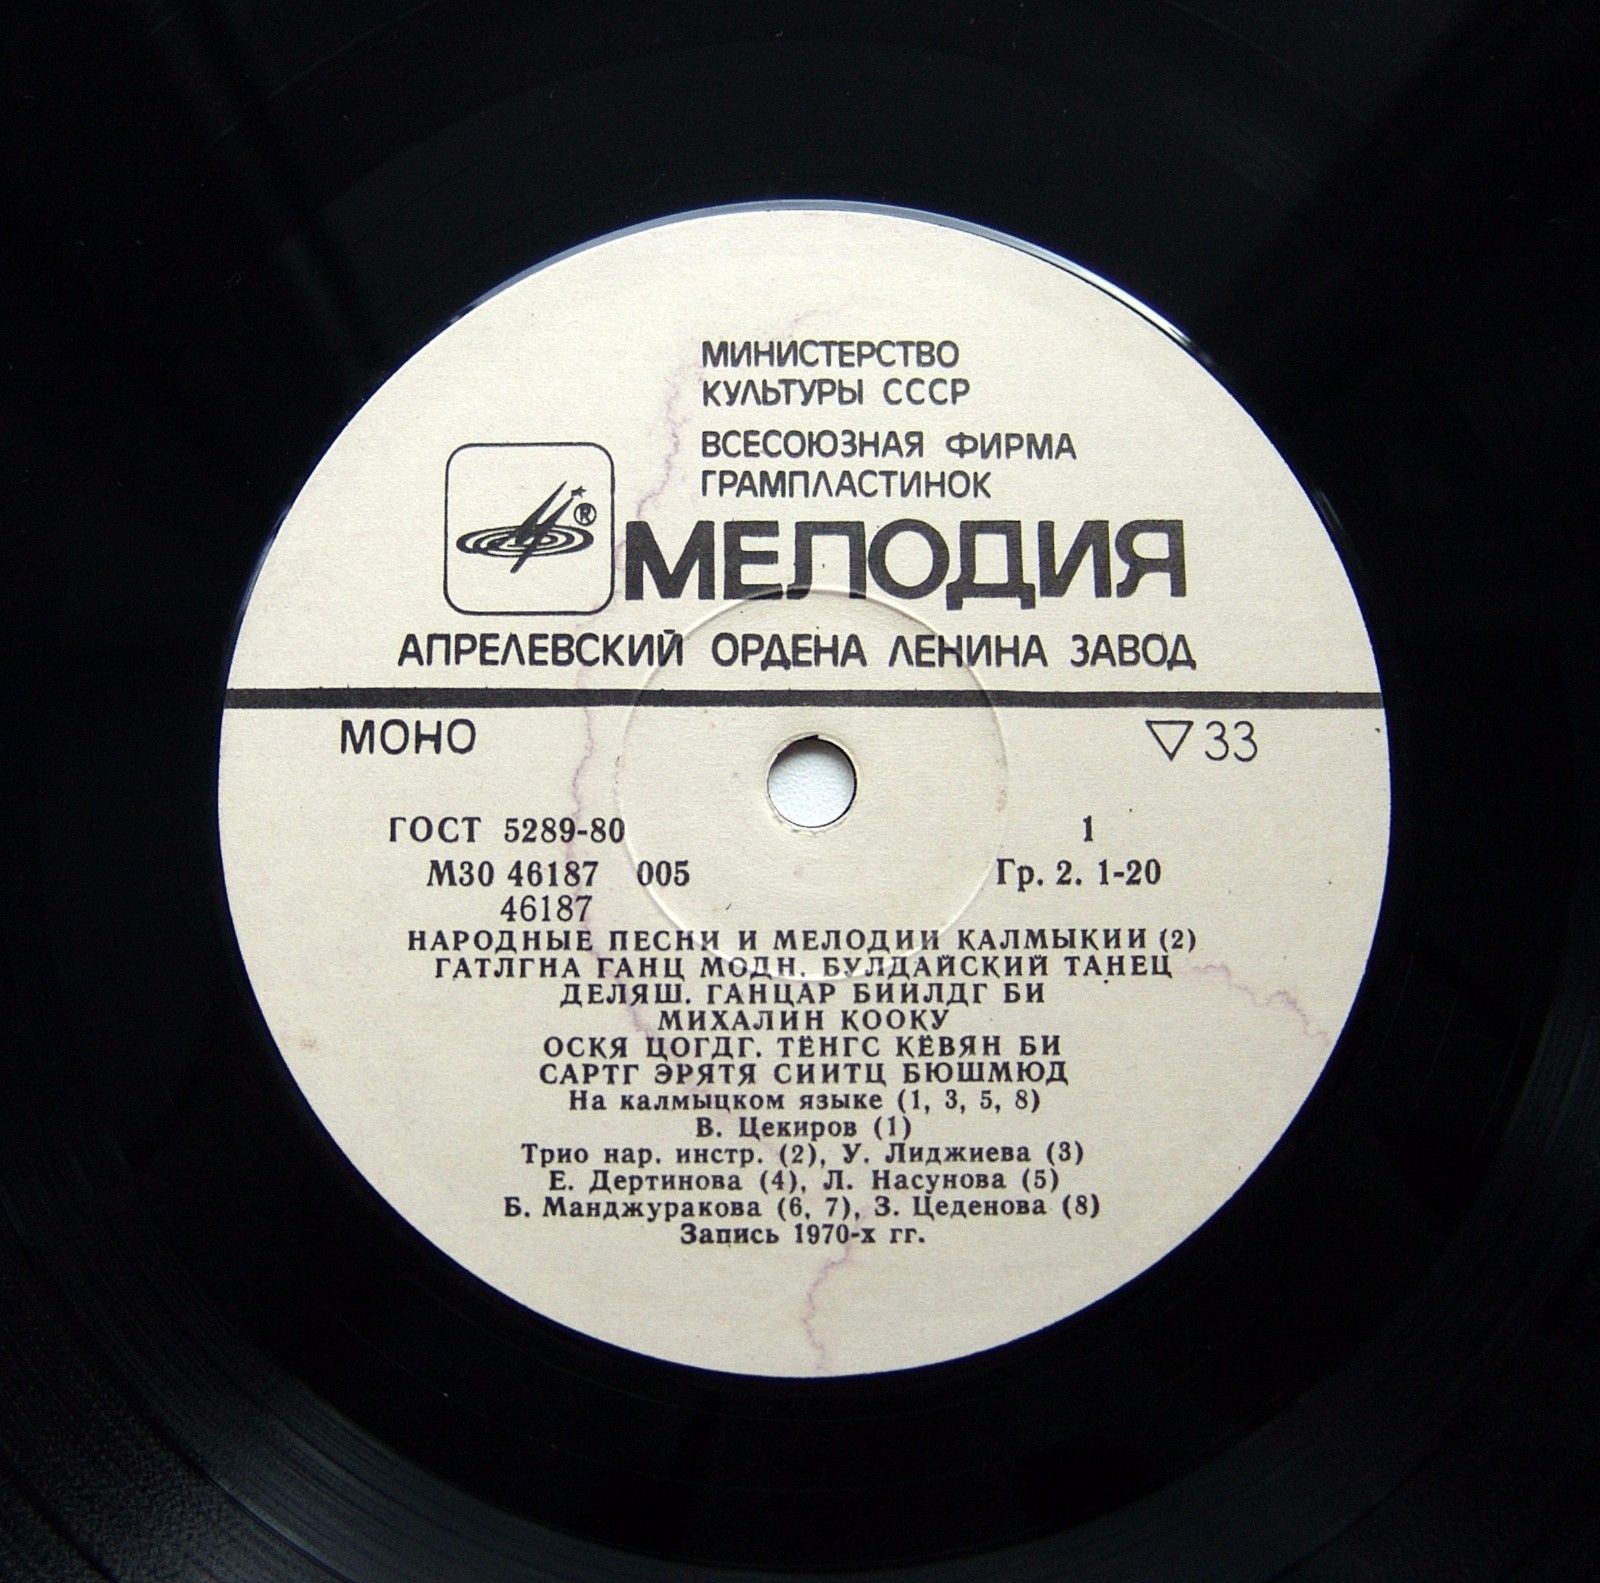 МИНИСТЕРСТВО
КУЛЬТУРЫ СССР
ВСЕСОЮЗНАЯ ФИРМА
ГРАМПЛАСТИНОК
®
МЕЛОДИЯ
АПРЕЛЕВСКИЙ ОРДЕНА ЛЕНИНА ЗАВОД
МОНО ▽33
ГОСТ 5289-80 1
М30 46187 005 Гр. 2. 1-20
46187
НАРОДНЫЕ ПЕСНИ И МЕЛОДИИ КАЛМЫКИИ (2)
ГАТЛГНА ГАНЦ МОДН. БУЛДАЙСКИЙ ТАНЕЦ
ДЕЛЯШ. ГАНЦАР БИИЛДГ БИ
МИХАЛИН КООКУ
ОСКЯ ЦОГДГ. ТЁНГС КЁВЯН БИ
САРТГ ЭРЯТЯ СИИТЦ БЮШМЮД
На калмыцком языке (1, 3, 5, 8)
В. Цекиров (1)
Трио нар. инстр. (2), У. Лиджиева (3)
Е. Дертинова (4), Л. Насунова (5)
Б. Манджуракова (6, 7), З. Цеденова (8)
Запись 1970-х гг.